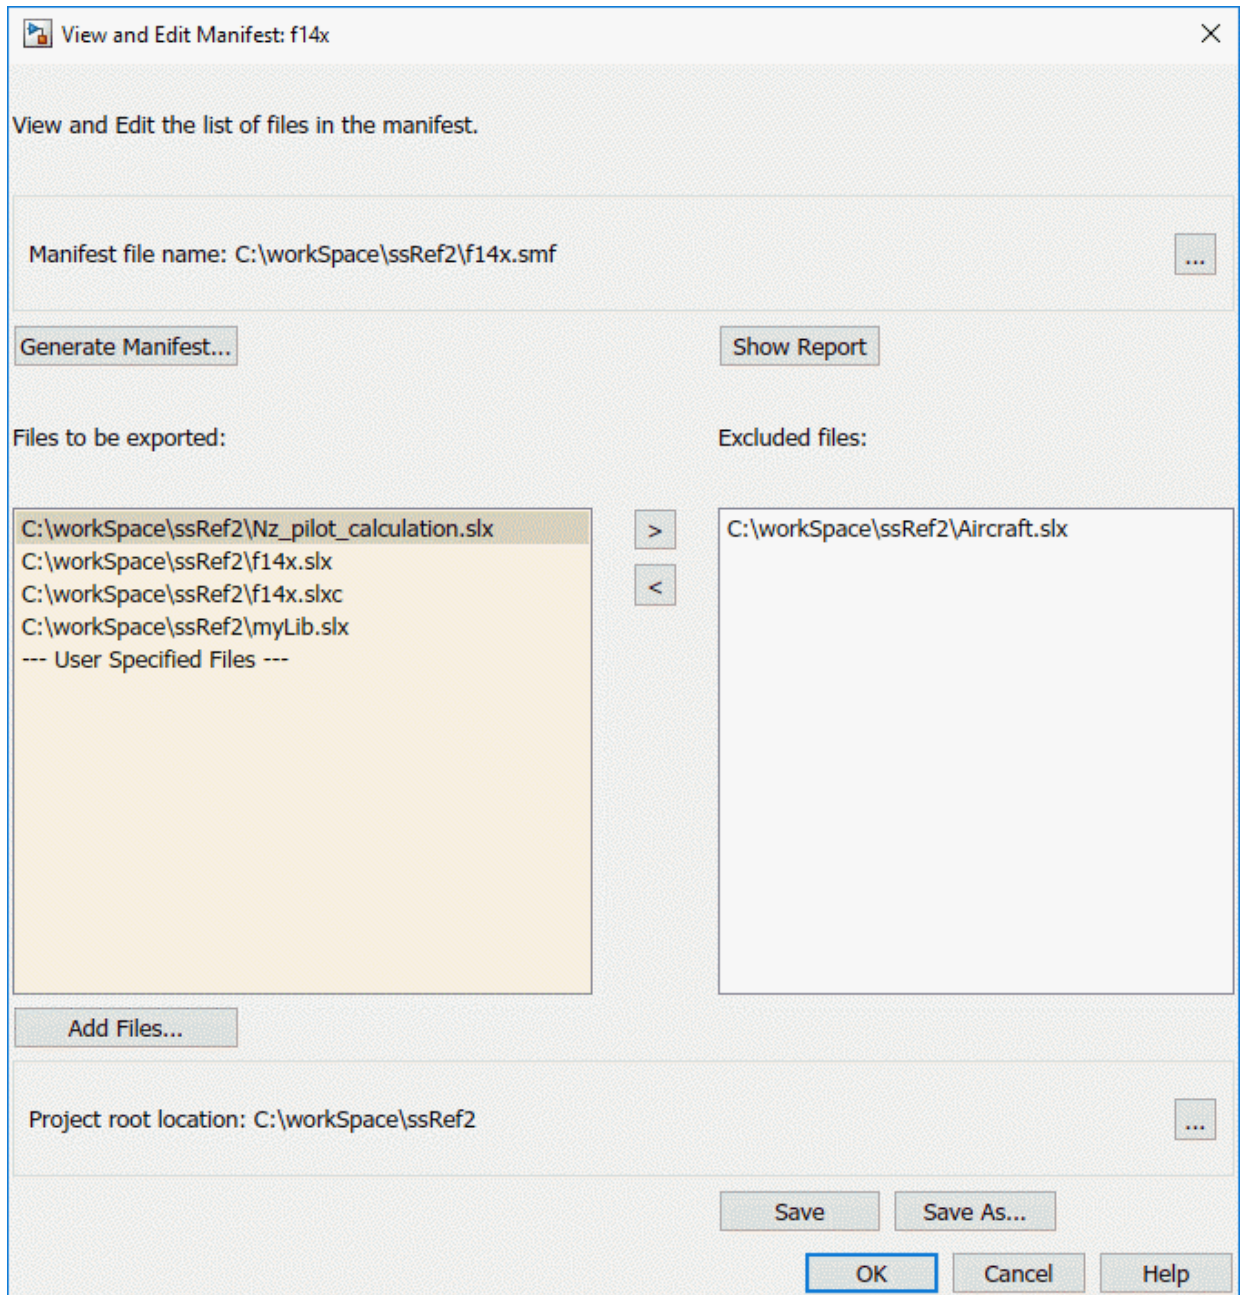 View and Edit Manifest: f14x
View and Edit the list of files in the manifest.
Manifest file name: C:\workSpace\ssRef2\f14x.smf
...
Generate Manifest...
Show Report
Files to be exported:
Excluded files:
C:\workSpace\ssRef2\Nz_pilot_calculation.slx
C:\workSpace\ssRef2\f14x.slx
C:\workSpace\ssRef2\f14x.slxc
C:\workSpace\ssRef2\myLib.slx
--- User Specified Files ---
>
<
C:\workSpace\ssRef2\Aircraft.slx
Add Files...
Project root location: C:\workSpace\ssRef2
...
Save
Save As...
OK
Cancel
Help